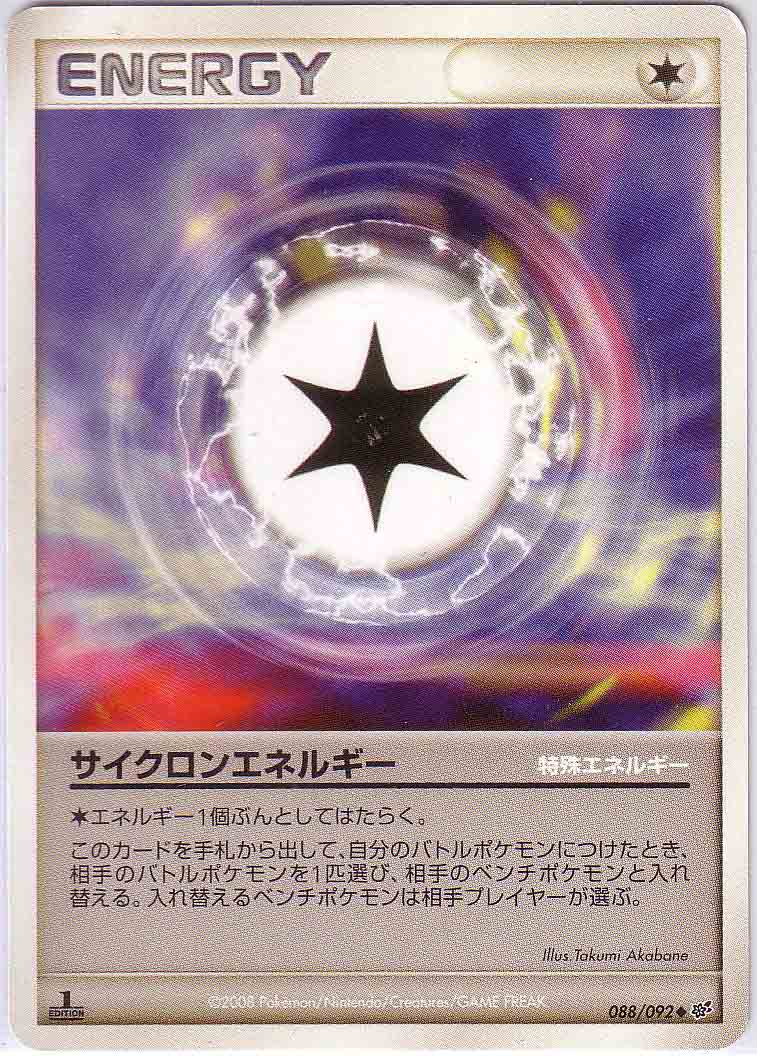 ENERGY
サイクロンエネルギー
特殊エネルギー
✶エネルギー1個ぶんとしてはたらく。
このカードを手札から出して、自分のバトルポケモンにつけたとき、
相手のバトルポケモンを1匹選び、相手のベンチポケモンと入れ
替える。入れ替えるベンチポケモンは相手プレイヤーが選ぶ。
Illus.Takumi Akabane
1
EDITION
©2008 Pokémon/Nintendo/Creatures/GAME FREAK
088/092◆